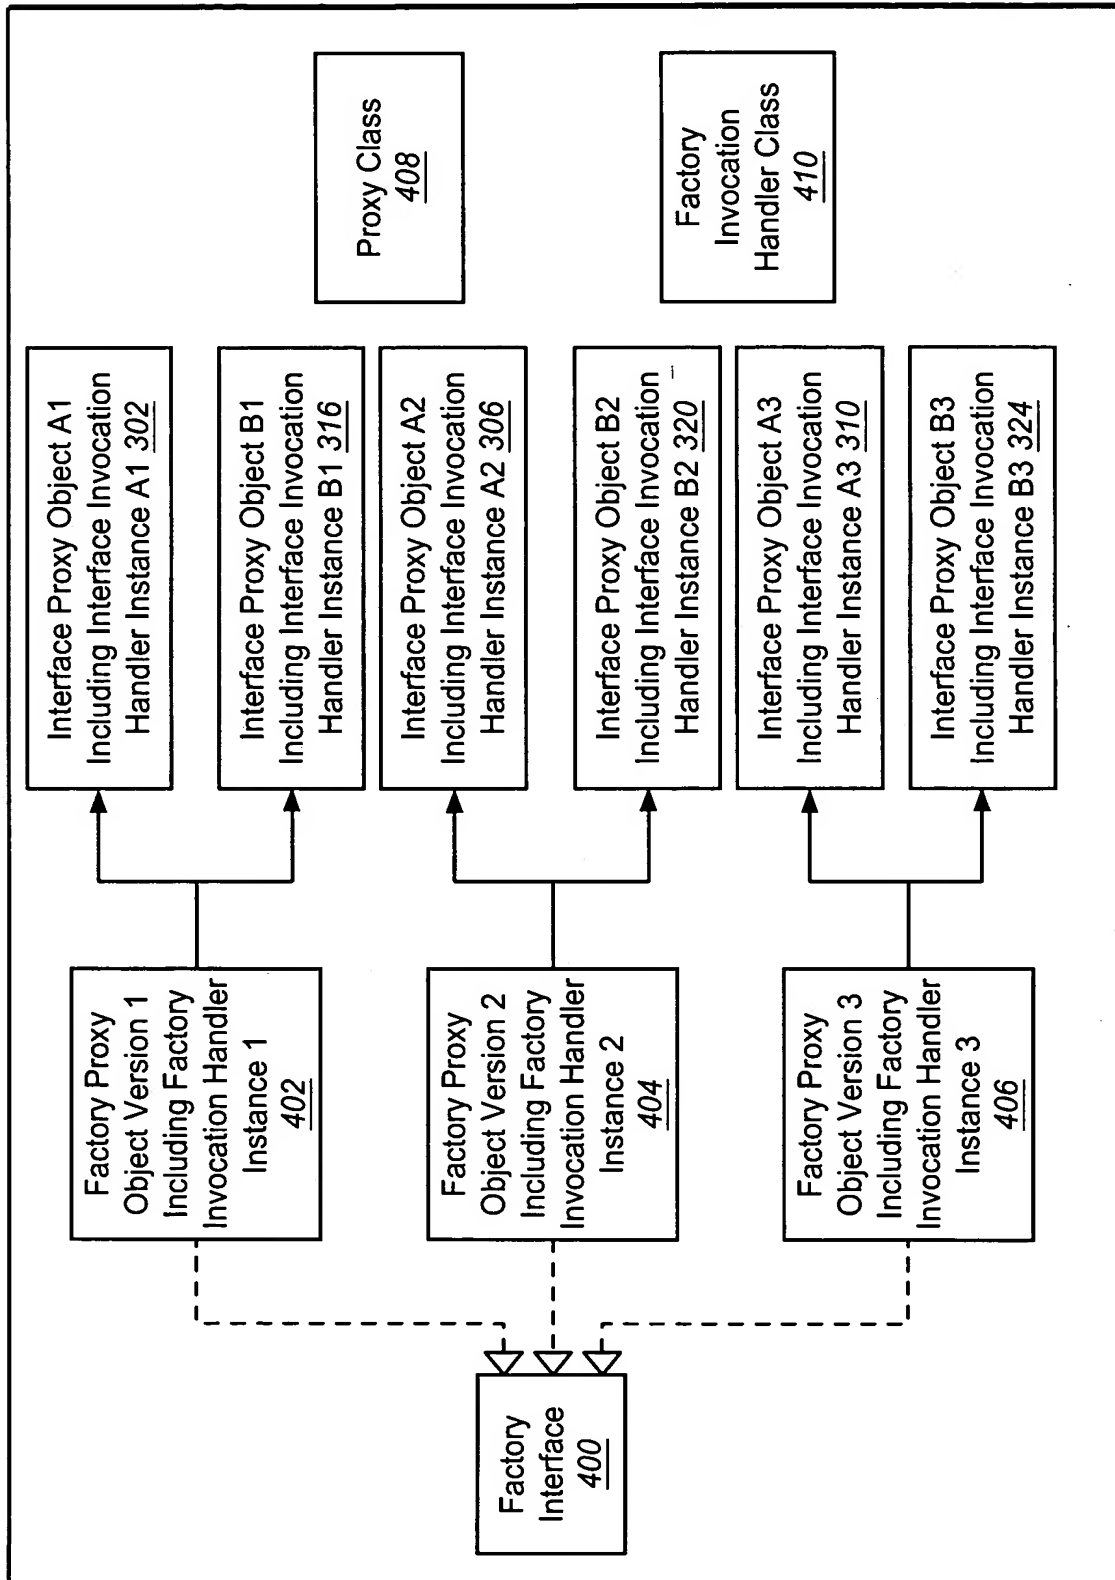 Factory
Interface
400
Factory Proxy
Object Version 1
Including Factory
Invocation Handler
Instance 1
402
Factory Proxy
Object Version 2
Including Factory
Invocation Handler
Instance 2
404
Factory Proxy
Object Version 3
Including Factory
Invocation Handler
Instance 3
406
Interface Proxy Object A1
Including Interface Invocation
Handler Instance A1 302
Interface Proxy Object B1
Including Interface Invocation
Handler Instance B1 316
Interface Proxy Object A2
Including Interface Invocation
Handler Instance A2 306
Interface Proxy Object B2
Including Interface Invocation
Handler Instance B2 320
Interface Proxy Object A3
Including Interface Invocation
Handler Instance A3 310
Interface Proxy Object B3
Including Interface Invocation
Handler Instance B3 324
Proxy Class
408
Factory
Invocation
Handler Class
410